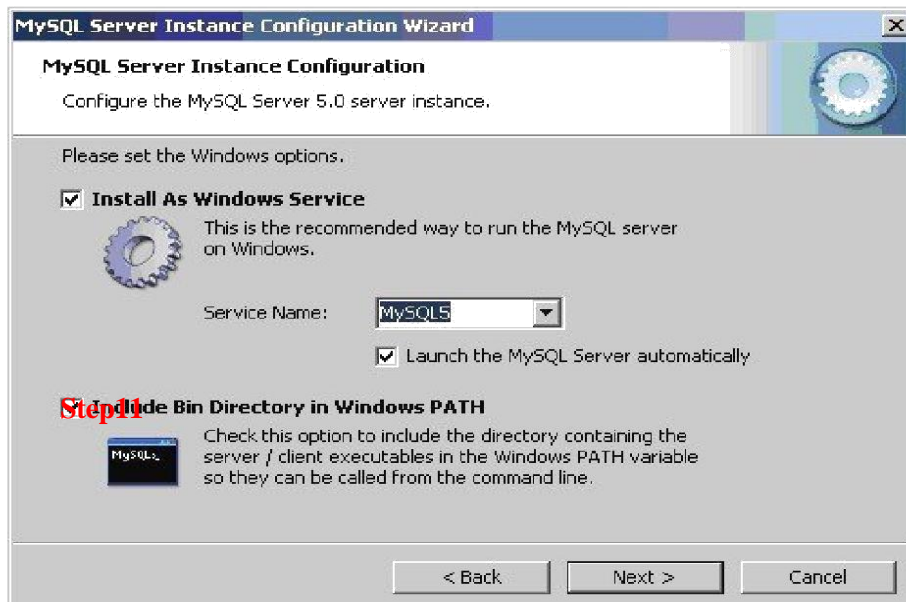 MySQL Server Instance Configuration Wizard
MySQL Server Instance Configuration
Configure the MySQL Server 5.0 server instance.
Please set the Windows options.
Install As Windows Service
This is the recommended way to run the MySQL server
on Windows.
Service Name: MySQL5
Launch the MySQL Server automatically
Step11
Include Bin Directory in Windows PATH
MySQL>_
Check this option to include the directory containing the
server / client executables in the Windows PATH variable
so they can be called from the command line.
< Back Next > Cancel